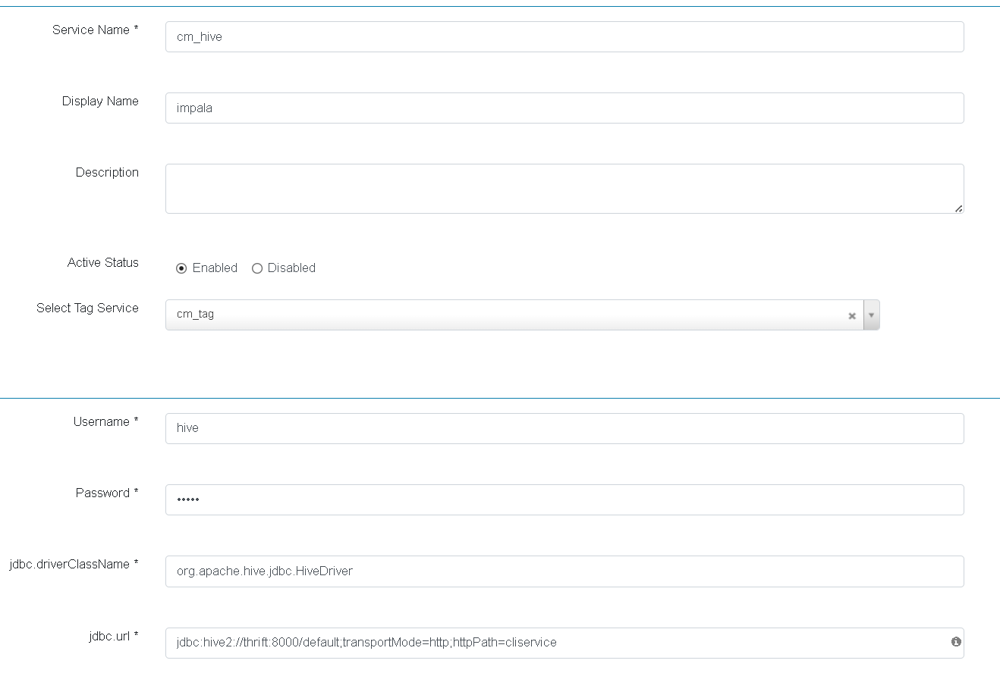 Service Name *
cm_hive
Display Name
impala
Description
Active Status
Enabled Disabled
Select Tag Service
cm_tag
Username *
hive
Password *
•••••
jdbc.driverClassName *
org.apache.hive.jdbc.HiveDriver
jdbc.url *
jdbc:hive2://thrift:8000/default;transportMode=http;httpPath=cliservice